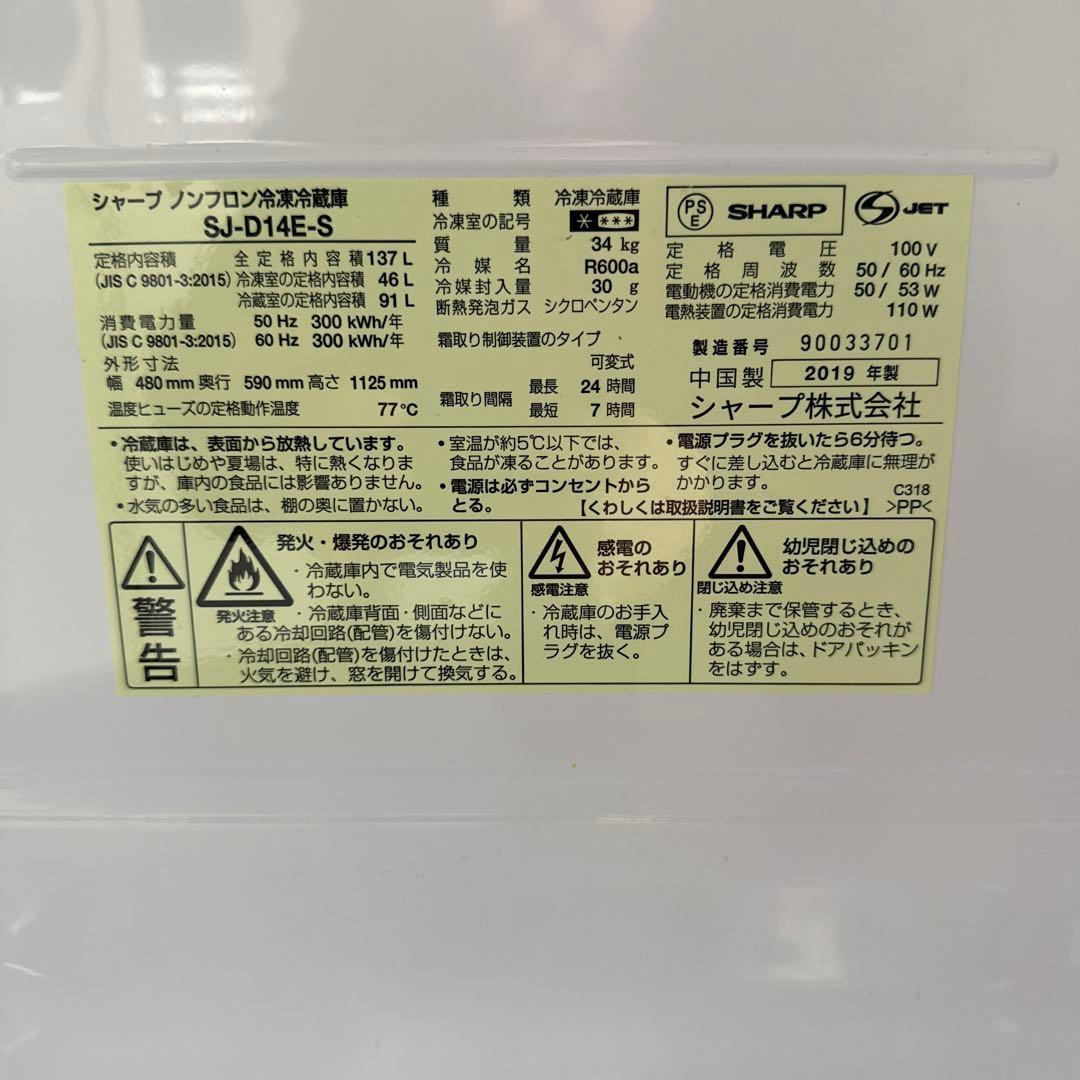 シャープ ノンフロン冷凍冷蔵庫
SJ-D14E-S
定格内容積 全定格内容積 137 L
(JIS C 9801-3:2015) 冷凍室の定格内容積 46 L
冷蔵室の定格内容積 91 L
消費電力量 50 Hz 300 kWh/年
(JIS C 9801-3:2015) 60 Hz 300 kWh/年
外形寸法
幅 480 mm 奥行 590 mm 高さ 1125 mm
温度ヒューズの定格動作温度 77℃
種類 冷凍冷蔵庫
冷凍室の記号 * ***
質量 34 kg
冷媒名 R600a
冷媒封入量 30 g
断熱発泡ガス シクロペンタン
霜取り制御装置のタイプ
可変式
霜取り間隔 最長 24 時間
最短 7 時間
PS E SHARP S JET
定格電圧 100 V
定格周波数 50 / 60 Hz
電動機の定格消費電力 50 / 53 W
電熱装置の定格消費電力 110 W
製造番号 90033701
中国製 2019 年製
シャープ株式会社
・冷蔵庫は、表面から放熱しています。
使いはじめや夏場は、特に熱くなりま
すが、庫内の食品には影響ありません。
・水気の多い食品は、棚の奥に置かない。
・室温が約5℃以下では、
食品が凍ることがあります。
・電源は必ずコンセントから
とる。
・電源プラグを抜いたら6分待つ。
すぐに差し込むと冷蔵庫に無理が
かかります。
C318
【くわしくは取扱説明書をご覧ください】 >PP<
警告
発火・爆発のおそれあり
発火注意
・冷蔵庫内で電気製品を使
わない。
・冷蔵庫背面・側面などに
ある冷却回路(配管)を傷付けない。
・冷却回路(配管)を傷付けたときは、
火気を避け、窓を開けて換気する。
感電の
おそれあり
感電注意
・冷蔵庫のお手入
れ時は、電源プ
ラグを抜く。
幼児閉じ込めの
おそれあり
閉じ込め注意
・廃棄まで保管するとき、
幼児閉じ込めのおそれが
ある場合は、ドアパッキン
をはずす。